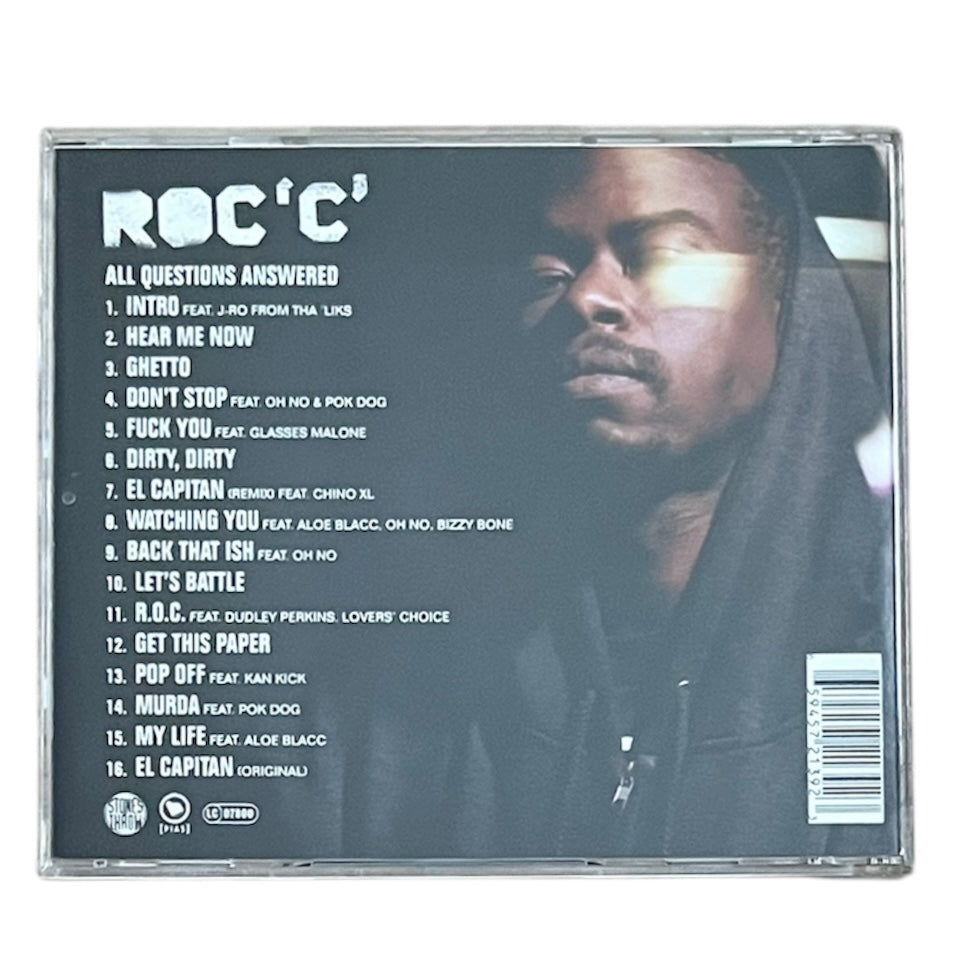 ROC 'C'
ALL QUESTIONS ANSWERED
1. INTRO FEAT. J-RO FROM THA 'LIKS
2. HEAR ME NOW
3. GHETTO
4. DON'T STOP FEAT. OH NO & POK DOG
5. FUCK YOU FEAT. GLASSES MALONE
6. DIRTY, DIRTY
7. EL CAPITAN (REMIX) FEAT. CHINO XL
8. WATCHING YOU FEAT. ALOE BLACC, OH NO, BIZZY BONE
9. BACK THAT ISH FEAT. OH NO
10. LET'S BATTLE
11. R.O.C. FEAT. DUDLEY PERKINS, LOVERS' CHOICE
12. GET THIS PAPER
13. POP OFF FEAT. KAN KICK
14. MURDA FEAT. POK DOG
15. MY LIFE FEAT. ALOE BLACC
16. EL CAPITAN (ORIGINAL)
STONES THROW
[PIAS]
LC 07800
59457 21392